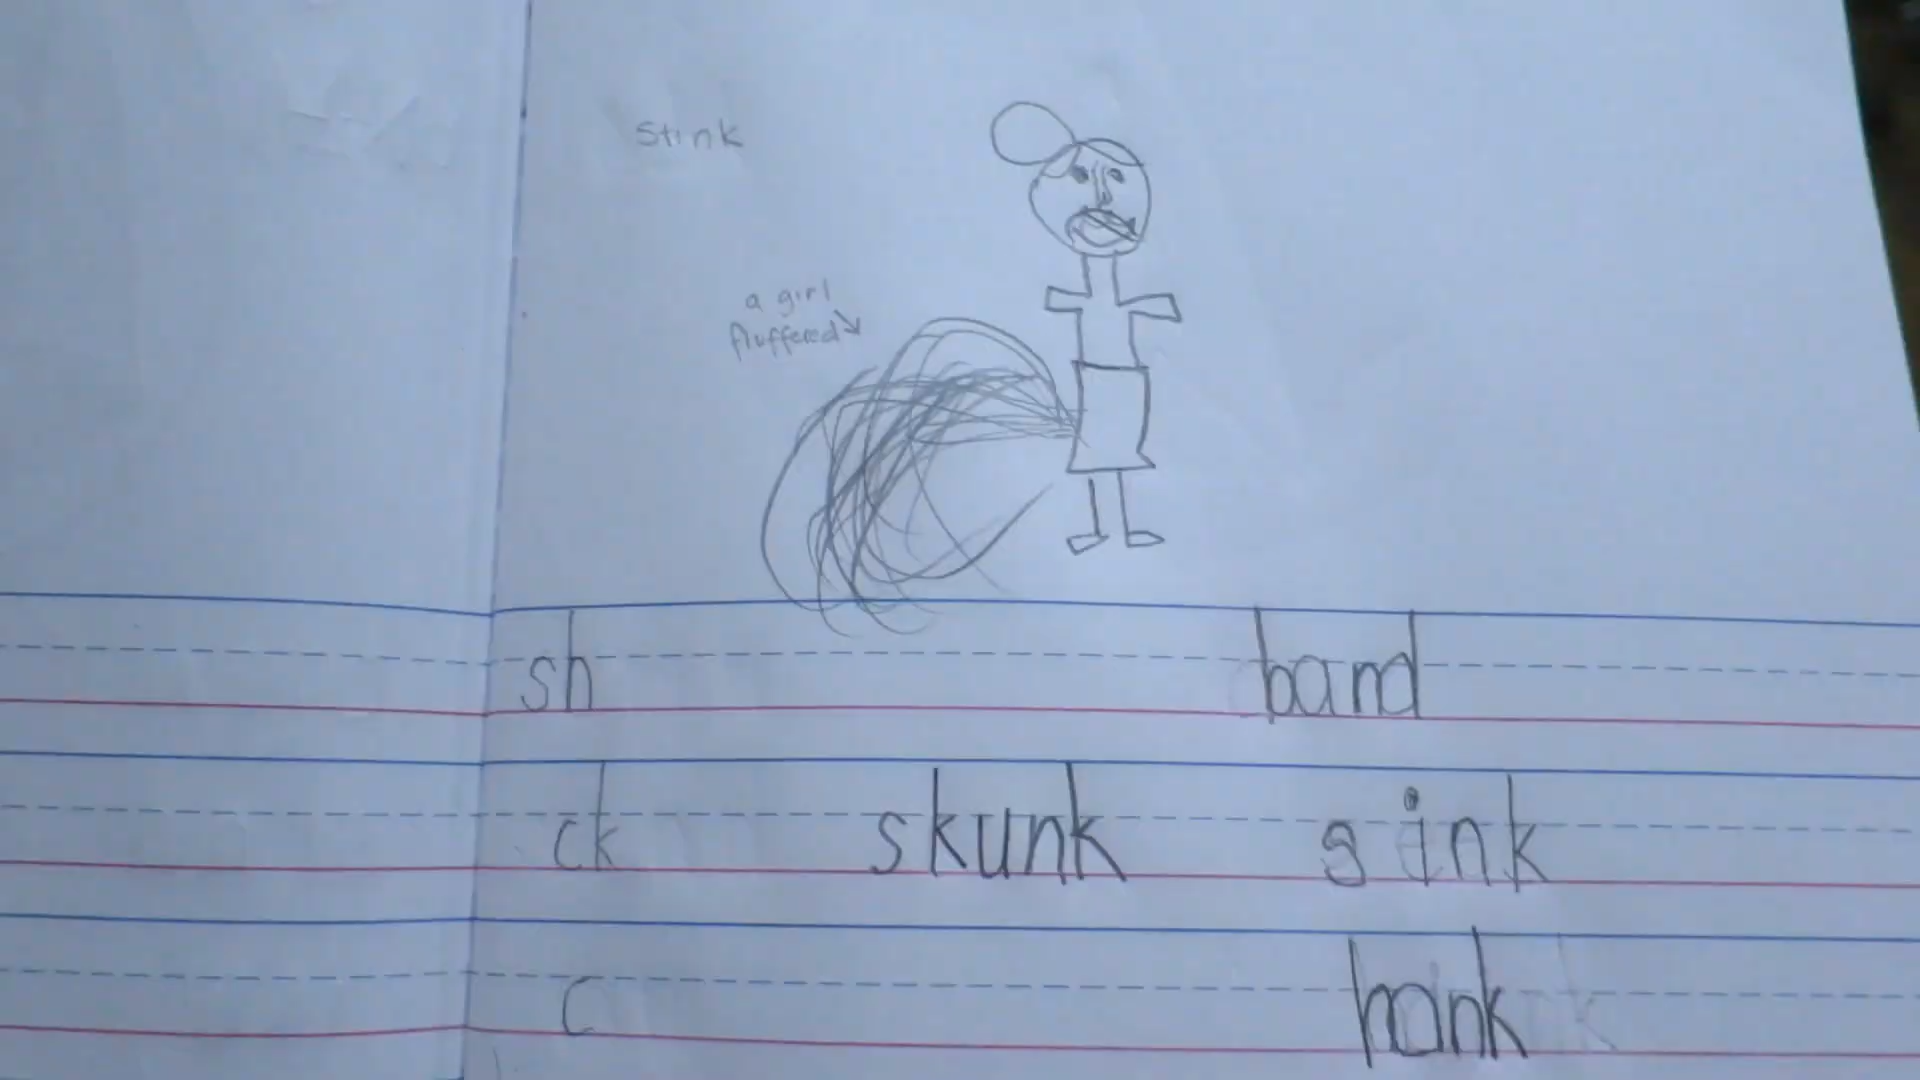 stink
a girl
fluffered
sh band
ck skunk sink
c honk